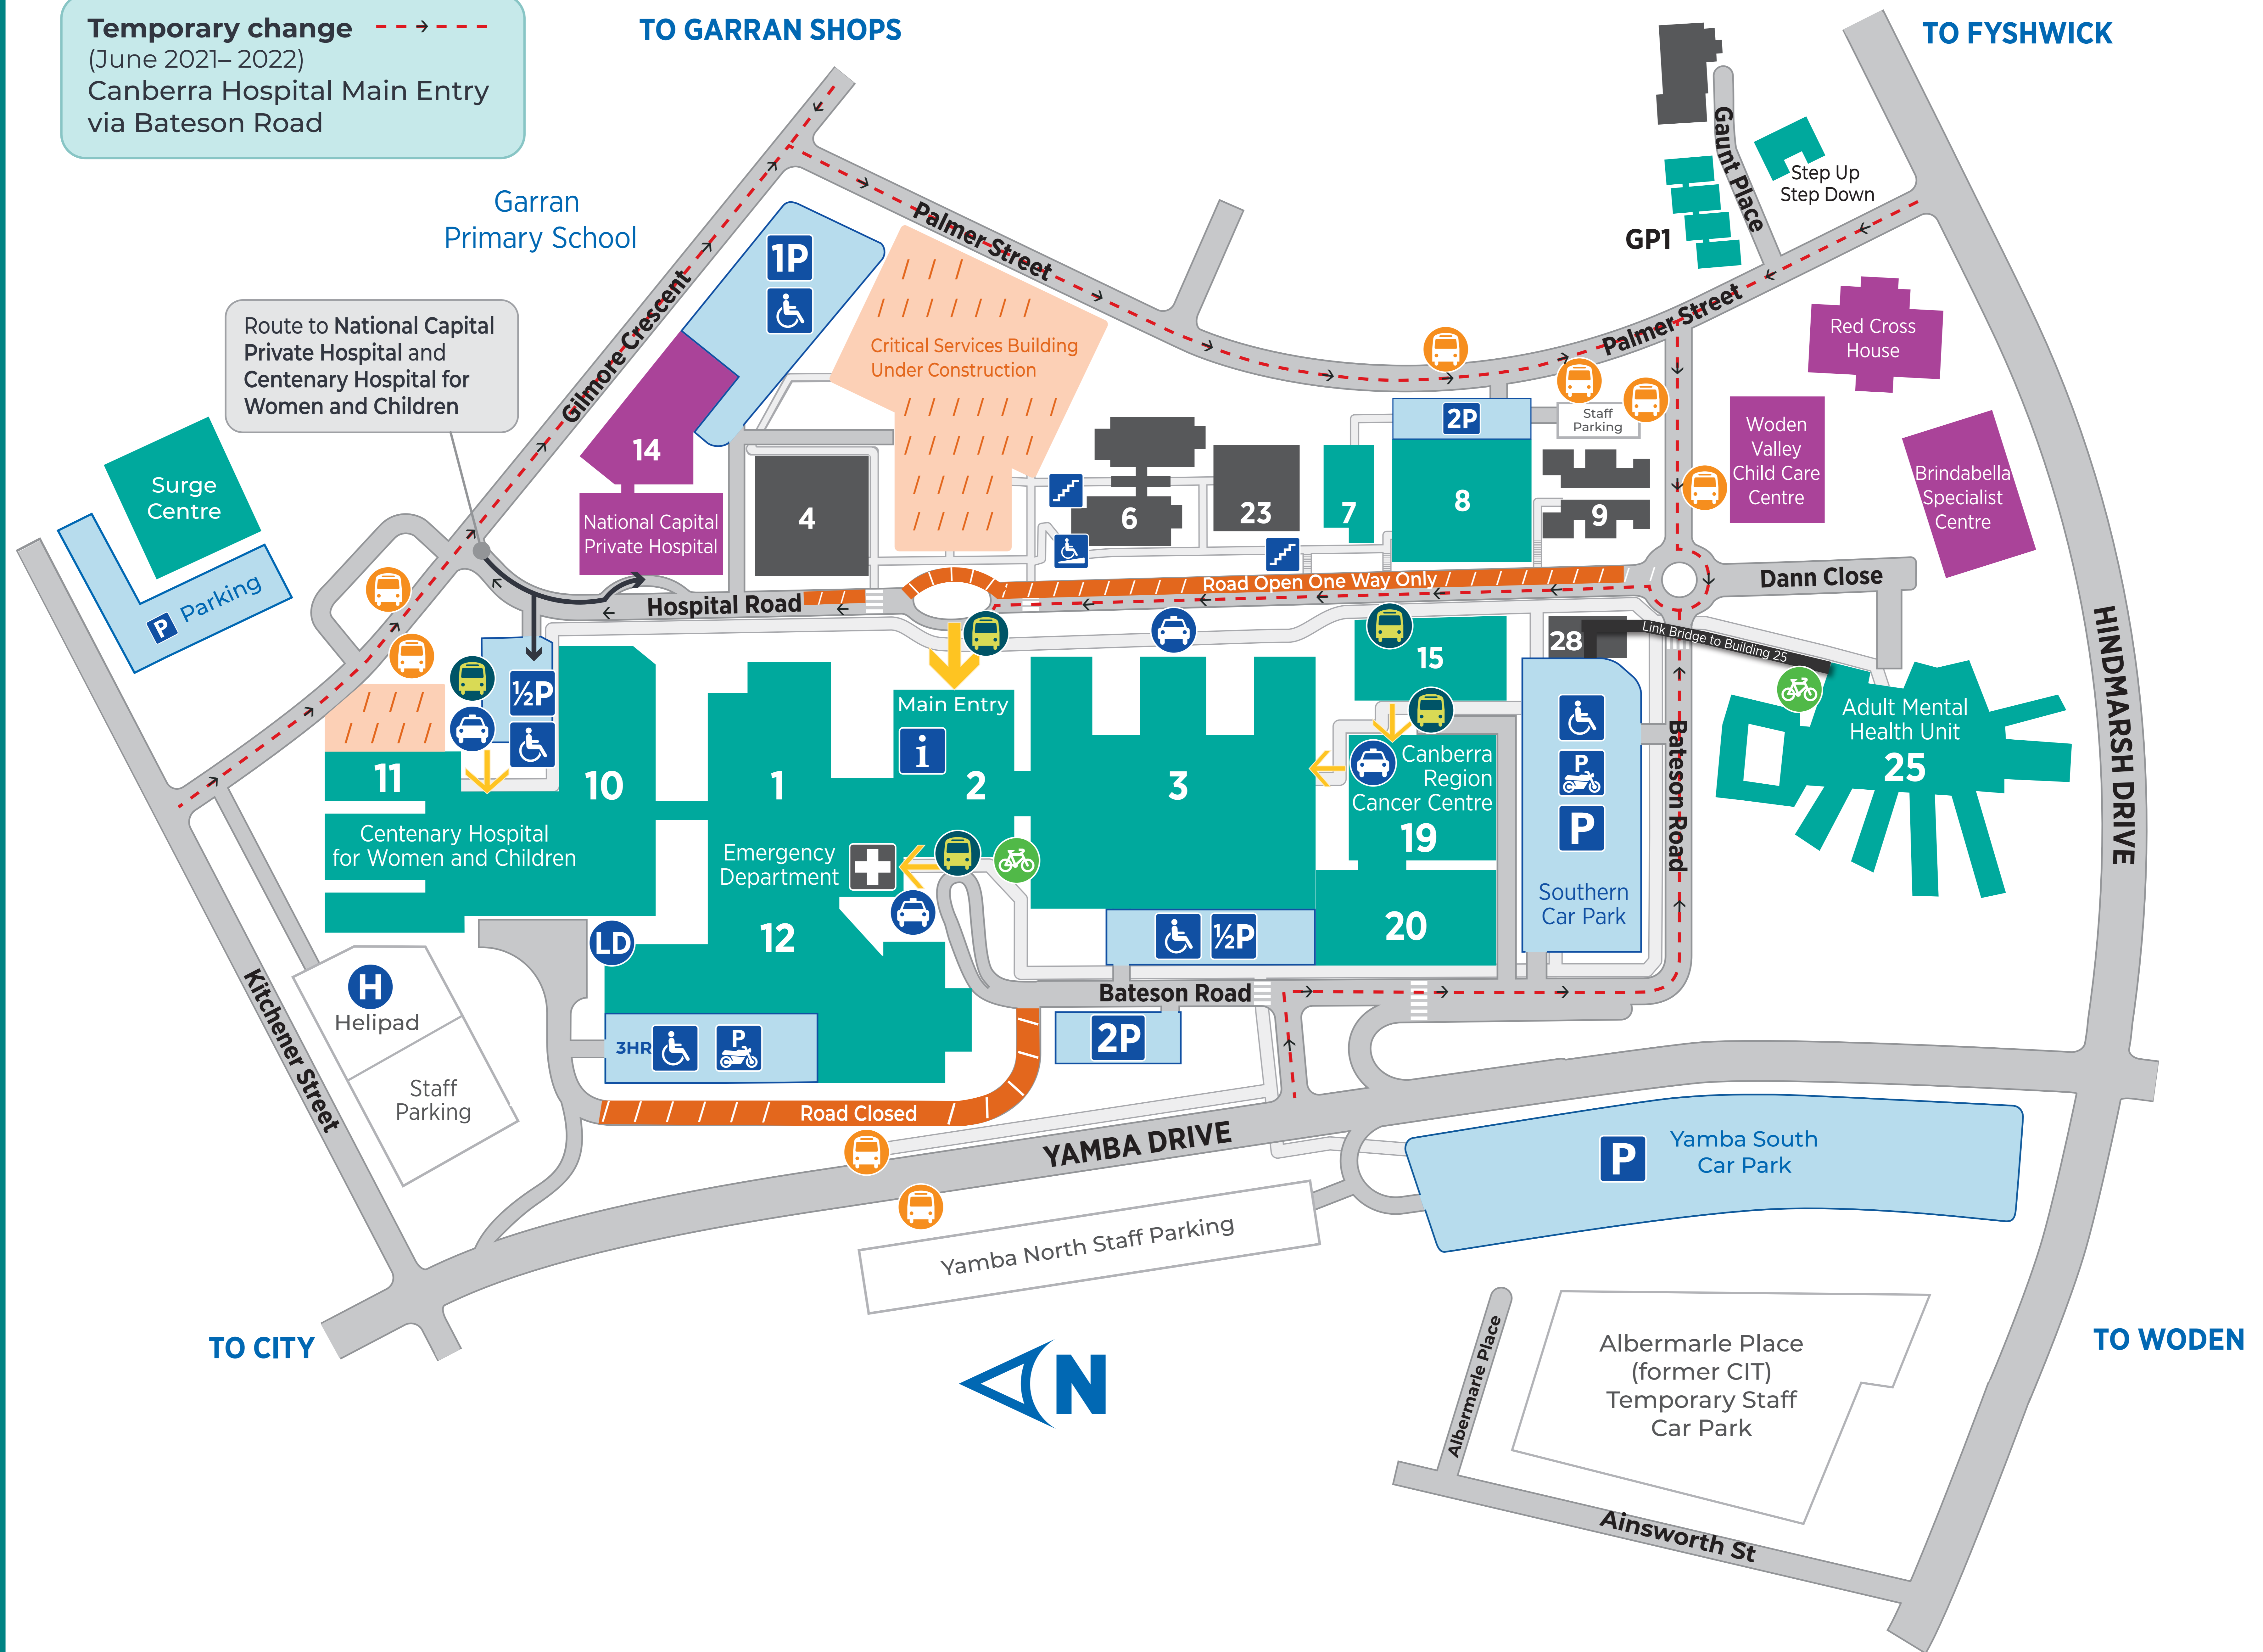 Temporary change
(June 2021– 2022)
Canberra Hospital Main Entry
via Bateson Road
TO GARRAN SHOPS
TO FYSHWICK
Garran
Primary School
Route to National Capital
Private Hospital and
Centenary Hospital for
Women and Children
Gilmore Crescent
Palmer Street
Gaunt Place
Step Up
Step Down
GP1
Palmer Street
1P
Critical Services Building
Under Construction
Red Cross
House
Surge
Centre
P Parking
14
National Capital
Private Hospital
4
6
23
7
2P
8
Staff
Parking
9
Woden
Valley
Child Care
Centre
Brindabella
Specialist
Centre
Hospital Road
Road Open One Way Only
Dann Close
HINDMARSH DRIVE
½P
11
10
Centenary Hospital
for Women and Children
1
Main Entry
i
2
3
15
28
Link Bridge to Building 25
Canberra
Region
Cancer Centre
19
20
P
P
Southern
Car Park
Bateson Road
Adult Mental
Health Unit
25
Emergency
Department
12
LD
½P
Bateson Road
2P
3HR
P
Road Closed
H
Helipad
Staff
Parking
Kitchener Street
YAMBA DRIVE
Yamba North Staff Parking
P
Yamba South
Car Park
TO CITY
N
TO WODEN
Albermarle Place
Albermarle Place
(former CIT)
Temporary Staff
Car Park
Ainsworth St